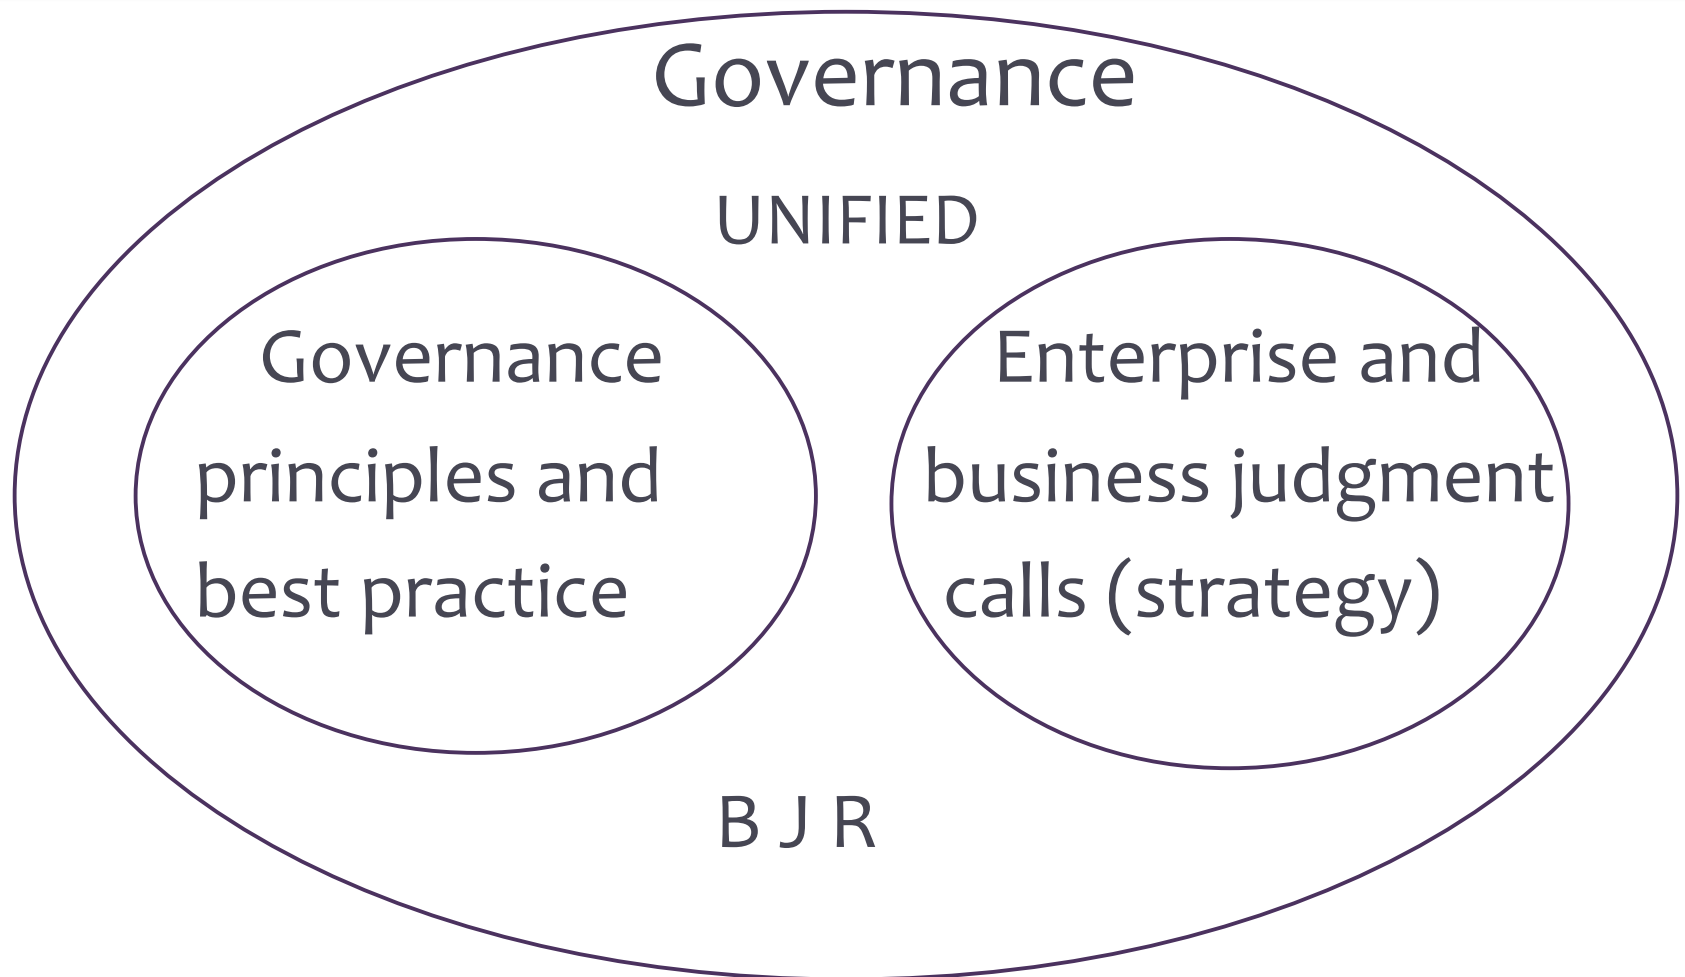 Governance
UNIFIED
Governance
principles and
best practice
Enterprise and
business judgment
calls (strategy)
B J R